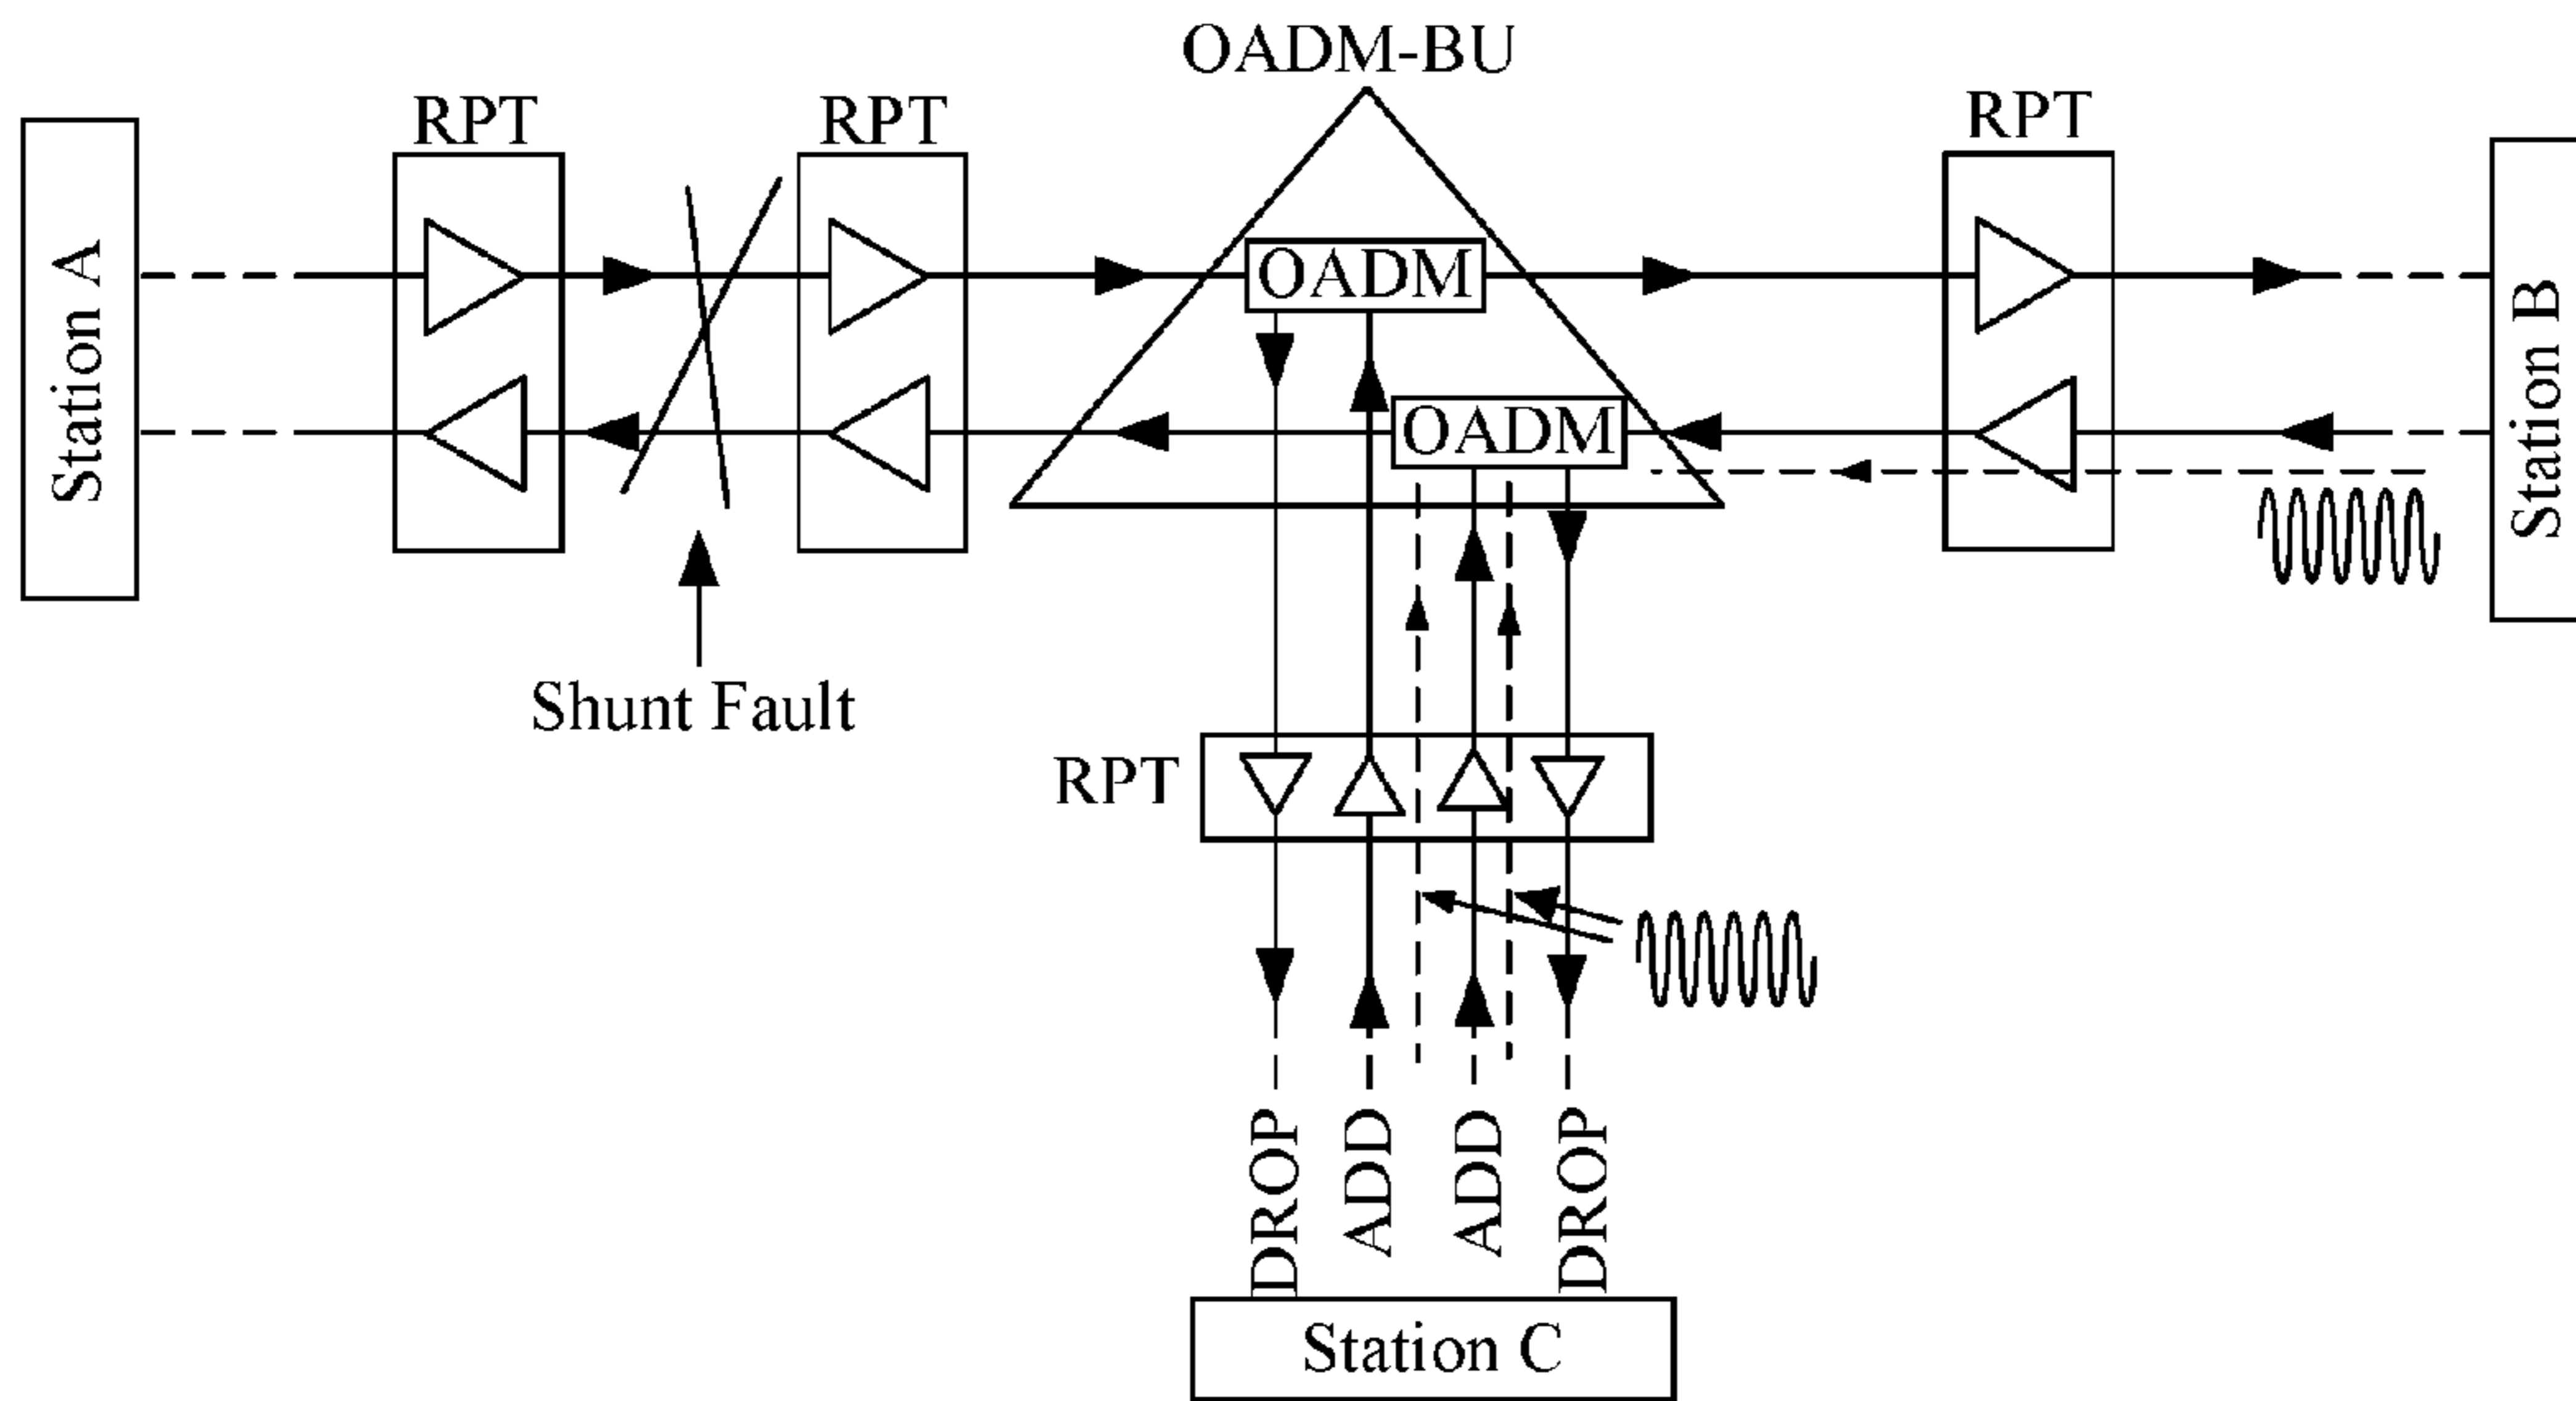 OADM-BU
RPT
RPT
RPT
Station A
OADM
OADM
Station B
Shunt Fault
RPT
DROP
ADD
ADD
DROP
Station C